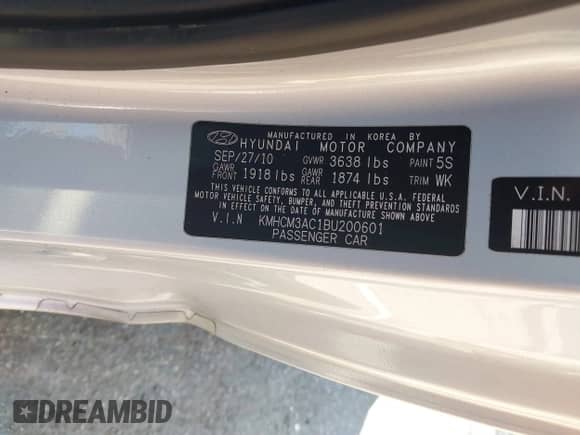 MANUFACTURED IN KOREA BY
HYUNDAI MOTOR COMPANY
SEP/27/10 GVWR 3638 lbs PAINT 5S
GAWR FRONT 1918 lbs GAWR REAR 1874 lbs TRIM WK
THIS VEHICLE CONFORMS TO ALL APPLICABLE U.S.A. FEDERAL
MOTOR VEHICLE SAFETY, BUMPER, AND THEFT PREVENTION
STANDARDS IN EFFECT ON THE DATE OF MANUFACTURE SHOWN ABOVE
V.I.N KMHCM3AC1BU200601
PASSENGER CAR
V.I.N.
DREAMBID